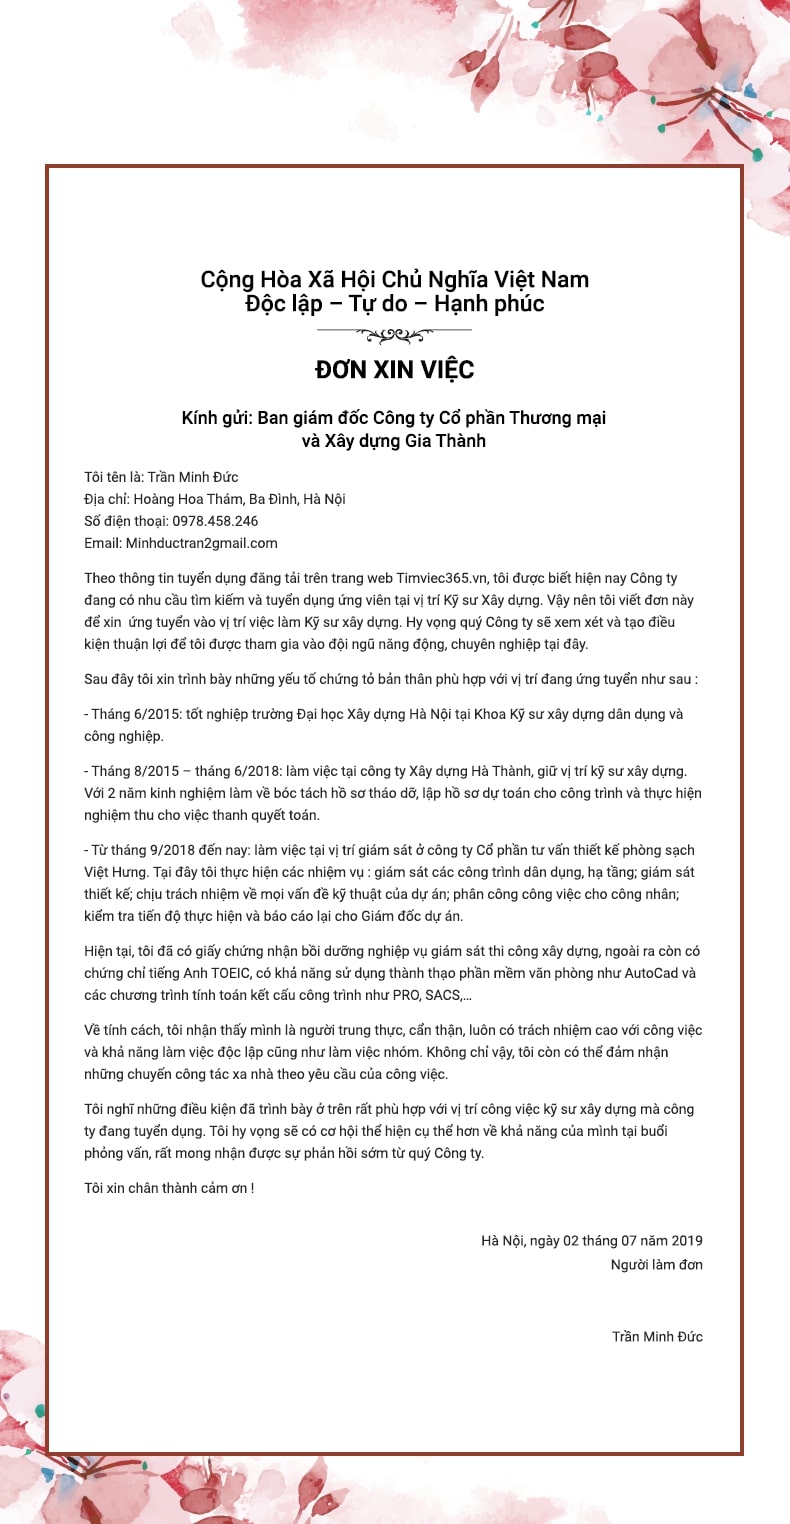 Cộng Hòa Xã Hội Chủ Nghĩa Việt Nam
Độc lập – Tự do – Hạnh phúc
ĐƠN XIN VIỆC
Kính gửi: Ban giám đốc Công ty Cổ phần Thương mại
và Xây dựng Gia Thành
Tôi tên là: Trần Minh Đức
Địa chỉ: Hoàng Hoa Thám, Ba Đình, Hà Nội
Số điện thoại: 0978.458.246
Email: Minhductran2gmail.com
Theo thông tin tuyển dụng đăng tải trên trang web Timviec365.vn, tôi được biết hiện nay Công ty
đang có nhu cầu tìm kiếm và tuyển dụng ứng viên tại vị trí Kỹ sư Xây dựng. Vậy nên tôi viết đơn này
để xin  ứng tuyển vào vị trí việc làm Kỹ sư xây dựng. Hy vọng quý Công ty sẽ xem xét và tạo điều
kiện thuận lợi để tôi được tham gia vào đội ngũ năng động, chuyên nghiệp tại đây.
Sau đây tôi xin trình bày những yếu tố chứng tỏ bản thân phù hợp với vị trí đang ứng tuyển như sau :
- Tháng 6/2015: tốt nghiệp trường Đại học Xây dựng Hà Nội tại Khoa Kỹ sư xây dựng dân dụng và
công nghiệp.
- Tháng 8/2015 – tháng 6/2018: làm việc tại công ty Xây dựng Hà Thành, giữ vị trí kỹ sư xây dựng.
Với 2 năm kinh nghiệm làm về bóc tách hồ sơ tháo dỡ, lập hồ sơ dự toán cho công trình và thực hiện
nghiệm thu cho việc thanh quyết toán.
- Từ tháng 9/2018 đến nay: làm việc tại vị trí giám sát ở công ty Cổ phần tư vấn thiết kế phòng sạch
Việt Hưng. Tại đây tôi thực hiện các nhiệm vụ : giám sát các công trình dân dụng, hạ tầng; giám sát
thiết kế; chịu trách nhiệm về mọi vấn đề kỹ thuật của dự án; phân công công việc cho công nhân;
kiểm tra tiến độ thực hiện và báo cáo lại cho Giám đốc dự án.
Hiện tại, tôi đã có giấy chứng nhận bồi dưỡng nghiệp vụ giám sát thi công xây dựng, ngoài ra còn có
chứng chỉ tiếng Anh TOEIC, có khả năng sử dụng thành thạo phần mềm văn phòng như AutoCad và
các chương trình tính toán kết cấu công trình như PRO, SACS,...
Về tính cách, tôi nhận thấy mình là người trung thực, cẩn thận, luôn có trách nhiệm cao với công việc
và khả năng làm việc độc lập cũng như làm việc nhóm. Không chỉ vậy, tôi còn có thể đảm nhận
những chuyến công tác xa nhà theo yêu cầu của công việc.
Tôi nghĩ những điều kiện đã trình bày ở trên rất phù hợp với vị trí công việc kỹ sư xây dựng mà công
ty đang tuyển dụng. Tôi hy vọng sẽ có cơ hội thể hiện cụ thể hơn về khả năng của mình tại buổi
phỏng vấn, rất mong nhận được sự phản hồi sớm từ quý Công ty.
Tôi xin chân thành cảm ơn !
Hà Nội, ngày 02 tháng 07 năm 2019
Người làm đơn
Trần Minh Đức